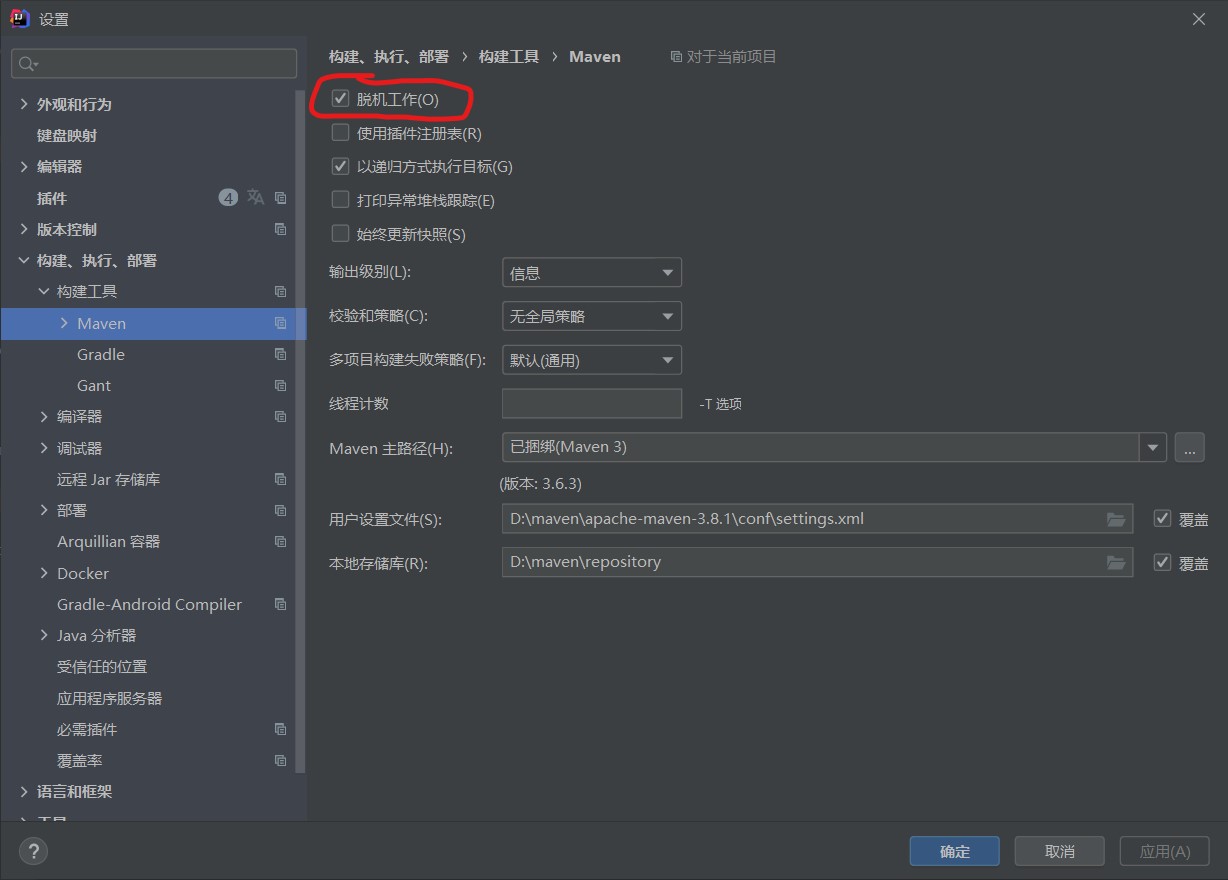 设置
构建、执行、部署 › 构建工具 › Maven 对于当前项目
外观和行为
键盘映射
编辑器
插件 4
版本控制
构建、执行、部署
构建工具
Maven
Gradle
Gant
编译器
调试器
远程 Jar 存储库
部署
Arquillian 容器
Docker
Gradle-Android Compiler
Java 分析器
受信任的位置
应用程序服务器
必需插件
覆盖率
语言和框架
工具
脱机工作(O)
使用插件注册表(R)
以递归方式执行目标(G)
打印异常堆栈跟踪(E)
始终更新快照(S)
输出级别(L): 信息
校验和策略(C): 无全局策略
多项目构建失败策略(F): 默认(通用)
线程计数 -T 选项
Maven 主路径(H): 已捆绑(Maven 3) ...
(版本: 3.6.3)
用户设置文件(S): D:\maven\apache-maven-3.8.1\conf\settings.xml 覆盖
本地存储库(R): D:\maven\repository 覆盖
? 确定 取消 应用(A)